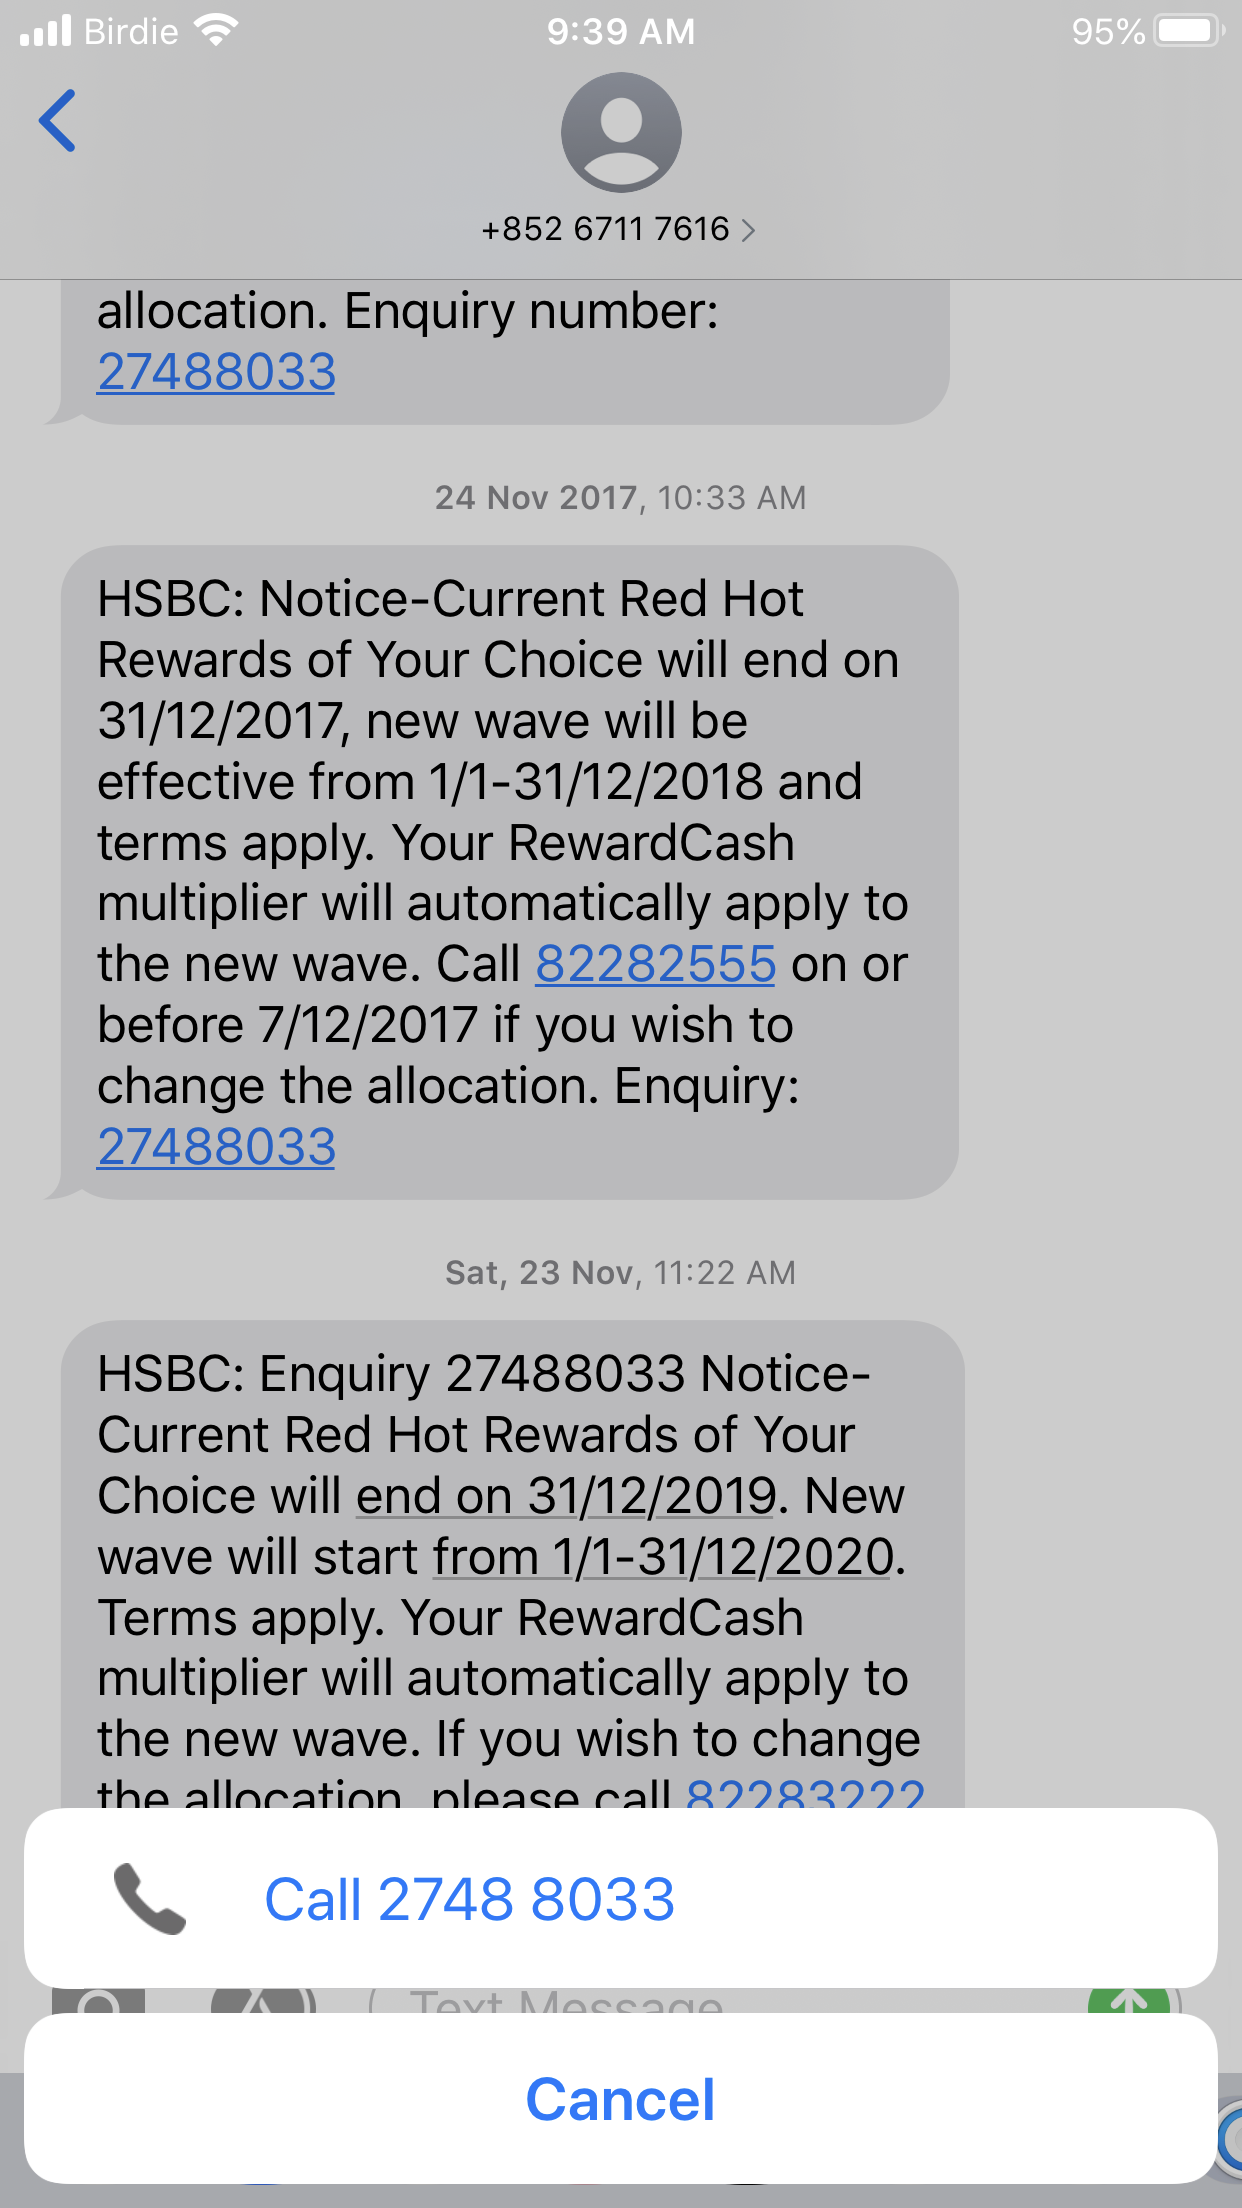 Birdie
9:39 AM
95%
+852 6711 7616
allocation. Enquiry number:
27488033
24 Nov 2017, 10:33 AM
HSBC: Notice-Current Red Hot
Rewards of Your Choice will end on
31/12/2017, new wave will be
effective from 1/1-31/12/2018 and
terms apply. Your RewardCash
multiplier will automatically apply to
the new wave. Call 82282555 on or
before 7/12/2017 if you wish to
change the allocation. Enquiry:
27488033
Sat, 23 Nov, 11:22 AM
HSBC: Enquiry 27488033 Notice-
Current Red Hot Rewards of Your
Choice will end on 31/12/2019. New
wave will start from 1/1-31/12/2020.
Terms apply. Your RewardCash
multiplier will automatically apply to
the new wave. If you wish to change
the allocation, please call 82283222
Call 2748 8033
Text Message
Cancel